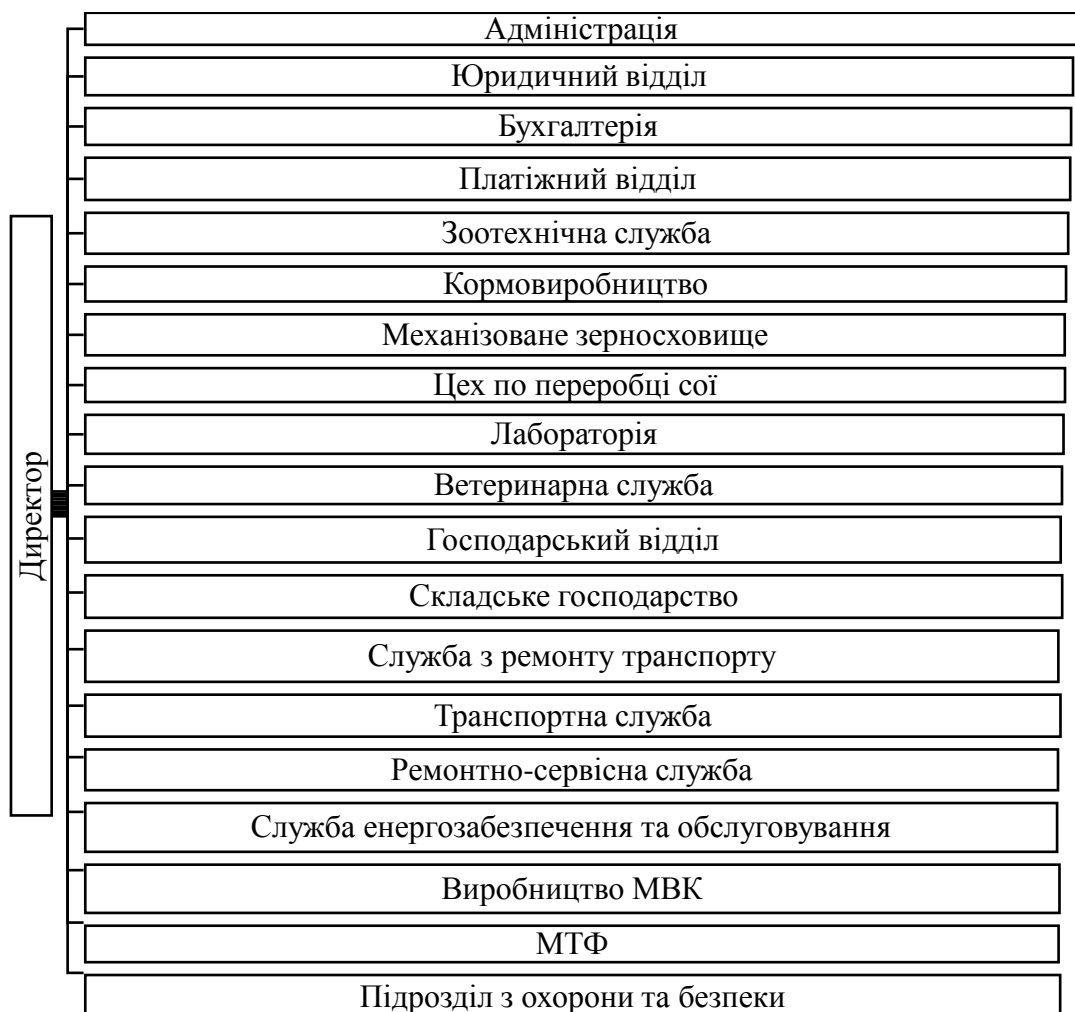 Адміністрація
Юридичний відділ
Бухгалтерія
Платіжний відділ
Зоотехнічна служба
Кормовиробництво
Механізоване зерносховище
Цех по переробці сої
Лабораторія
Директор
Ветеринарна служба
Господарський відділ
Складське господарство
Служба з ремонту транспорту
Транспортна служба
Ремонтно-сервісна служба
Служба енергозабезпечення та обслуговування
Виробництво МВК
МТФ
Підрозділ з охорони та безпеки